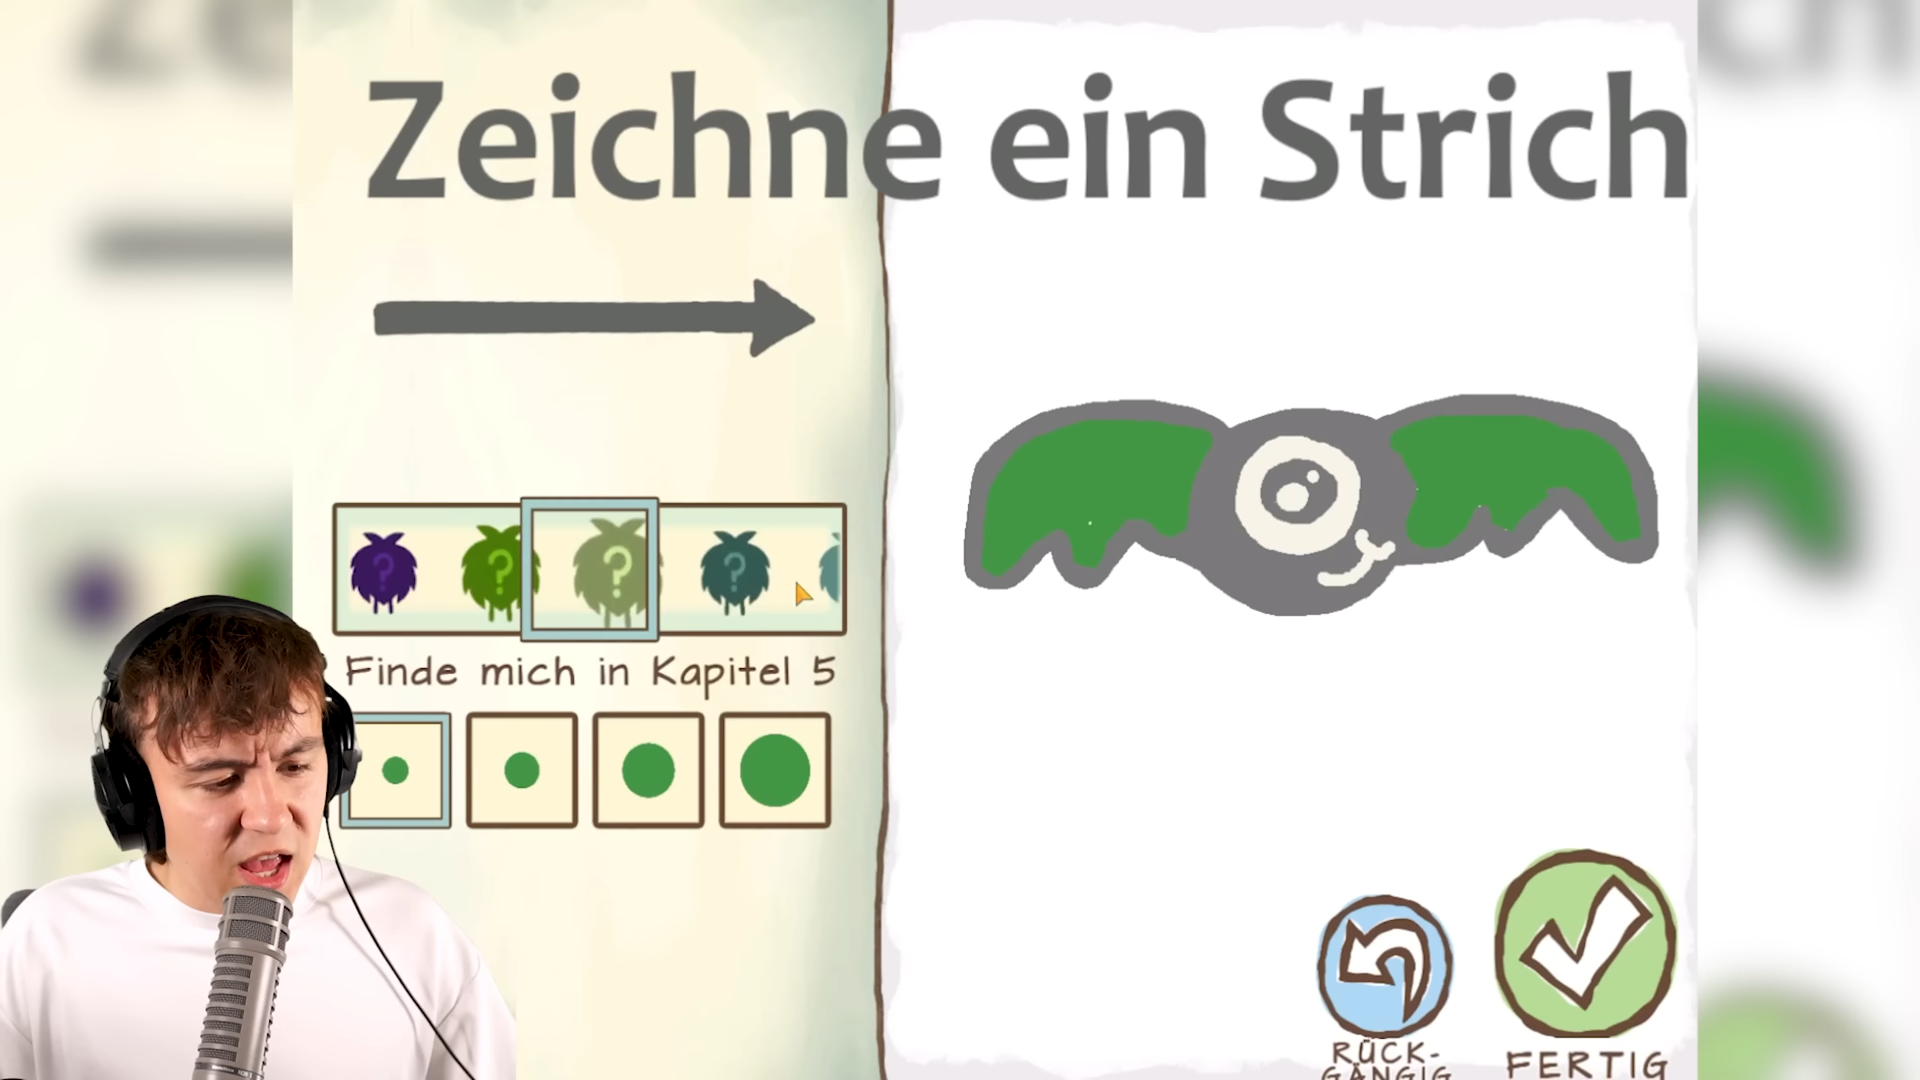 Zeichne ein Strich
? ? ? ?
Finde mich in Kapitel 5
RÜCK-
GÄNGIG
FERTIG